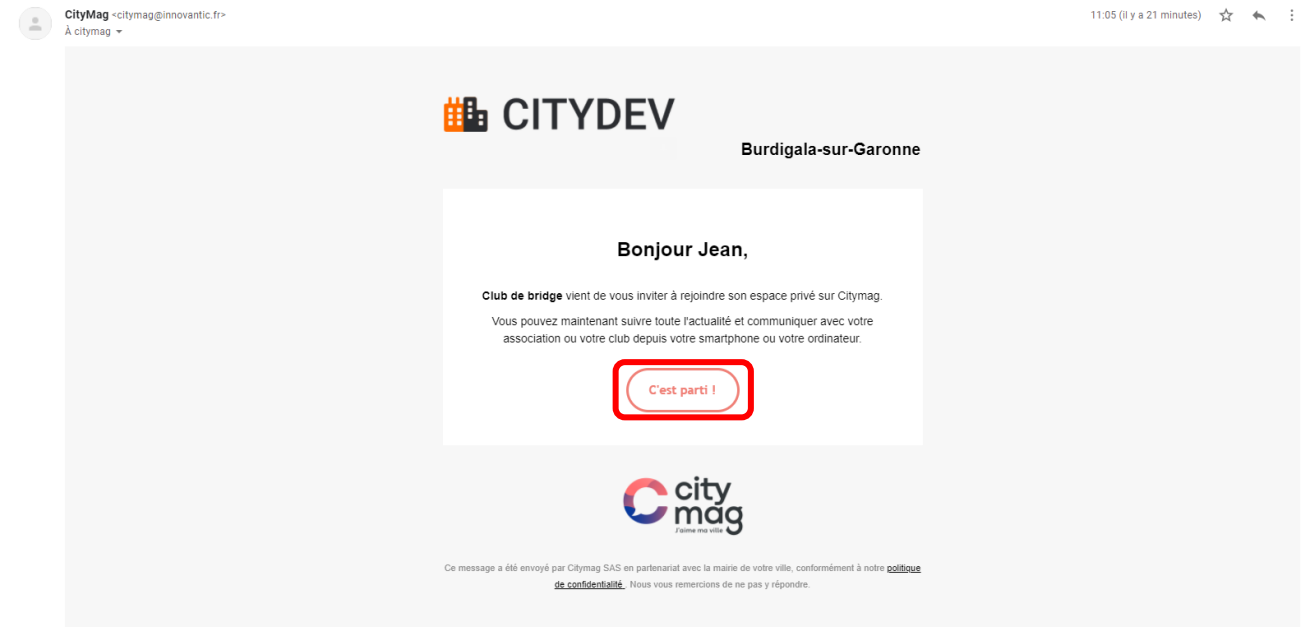 CityMag <citymag@innovantic.fr>
11:05 (il y a 21 minutes)
À citymag
CITYDEV
Burdigala-sur-Garonne
Bonjour Jean,
Club de bridge vient de vous inviter à rejoindre son espace privé sur Citymag.
Vous pouvez maintenant suivre toute l'actualité et communiquer avec votre
association ou votre club depuis votre smartphone ou votre ordinateur.
C'est parti !
city
mag
J'aime ma ville
Ce message a été envoyé par Citymag SAS en partenariat avec la mairie de votre ville, conformément à notre politique
de confidentialité . Nous vous remercions de ne pas y répondre.